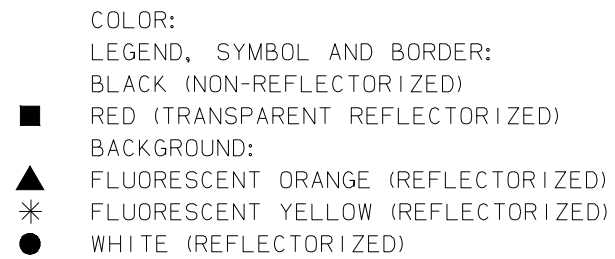 COLOR:
LEGEND, SYMBOL AND BORDER:
BLACK (NON-REFLECTORIZED)
■ RED (TRANSPARENT REFLECTORIZED)
BACKGROUND:
▲ FLUORESCENT ORANGE (REFLECTORIZED)
✳ FLUORESCENT YELLOW (REFLECTORIZED)
● WHITE (REFLECTORIZED)